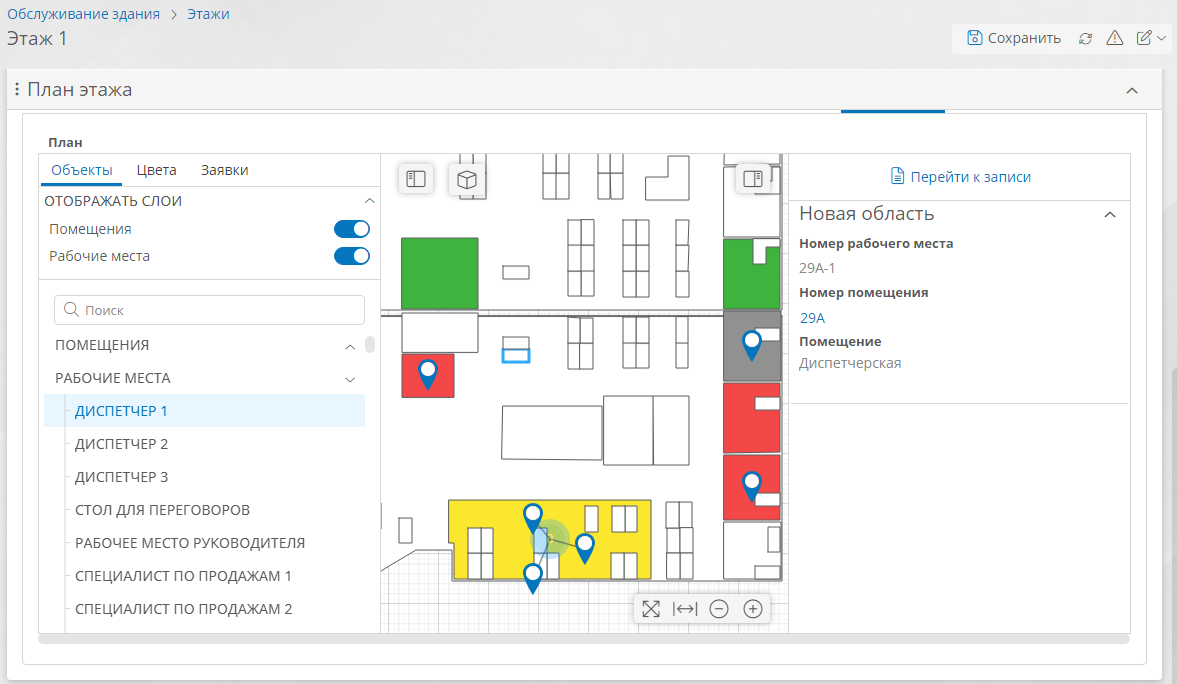 Обслуживание здания > Этажи
Этаж 1
Сохранить
План этажа
План
Объекты Цвета Заявки
ОТОБРАЖАТЬ СЛОИ
Помещения
Рабочие места
Поиск
ПОМЕЩЕНИЯ
РАБОЧИЕ МЕСТА
ДИСПЕТЧЕР 1
ДИСПЕТЧЕР 2
ДИСПЕТЧЕР 3
СТОЛ ДЛЯ ПЕРЕГОВОРОВ
РАБОЧЕЕ МЕСТО РУКОВОДИТЕЛЯ
СПЕЦИАЛИСТ ПО ПРОДАЖАМ 1
СПЕЦИАЛИСТ ПО ПРОДАЖАМ 2
Перейти к записи
Новая область
Номер рабочего места
29А-1
Номер помещения
29А
Помещение
Диспетчерская